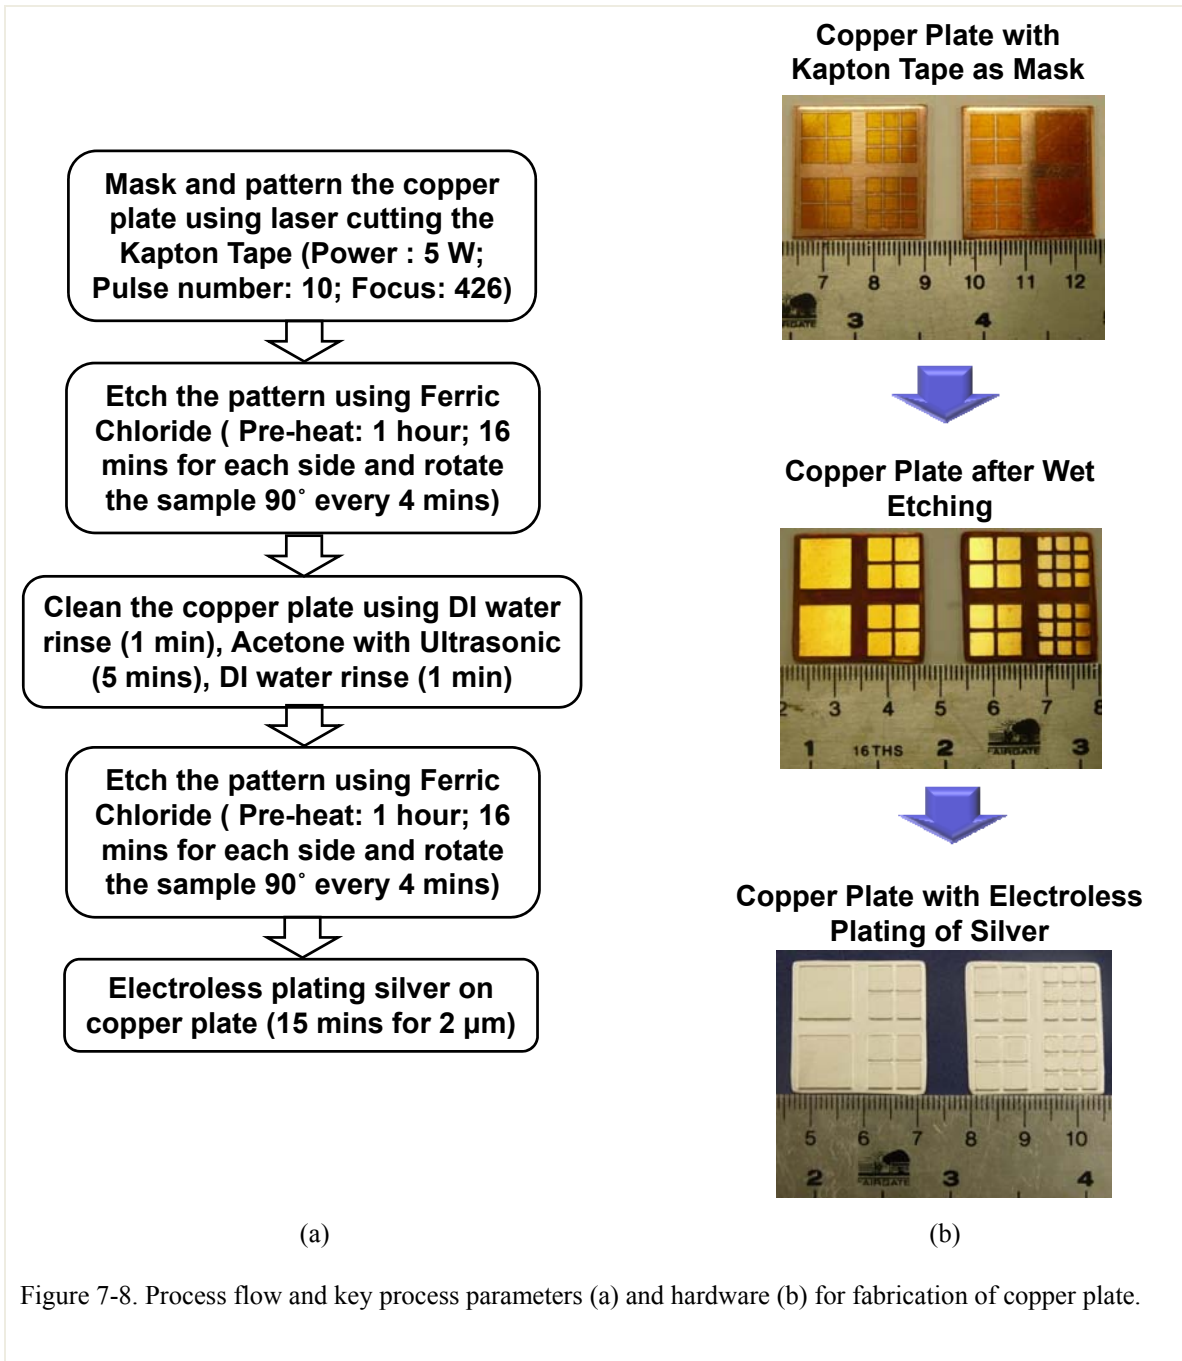 Mask and pattern the copper
plate using laser cutting the
Kapton Tape (Power : 5 W;
Pulse number: 10; Focus: 426)
Etch the pattern using Ferric
Chloride ( Pre-heat: 1 hour; 16
mins for each side and rotate
the sample 90˚ every 4 mins)
Clean the copper plate using DI water
rinse (1 min), Acetone with Ultrasonic
(5 mins), DI water rinse (1 min)
Etch the pattern using Ferric
Chloride ( Pre-heat: 1 hour; 16
mins for each side and rotate
the sample 90˚ every 4 mins)
Electroless plating silver on
copper plate (15 mins for 2 µm)
(a)
Copper Plate with
Kapton Tape as Mask
7 8 9 10 11 12
3 4
Copper Plate after Wet
Etching
2 3 4 5 6 7 8
1 16 THS 2 FAIRGATE 3
Copper Plate with Electroless
Plating of Silver
5 6 7 8 9 10
2 FAIRGATE 3 4
(b)
Figure 7-8. Process flow and key process parameters (a) and hardware (b) for fabrication of copper plate.